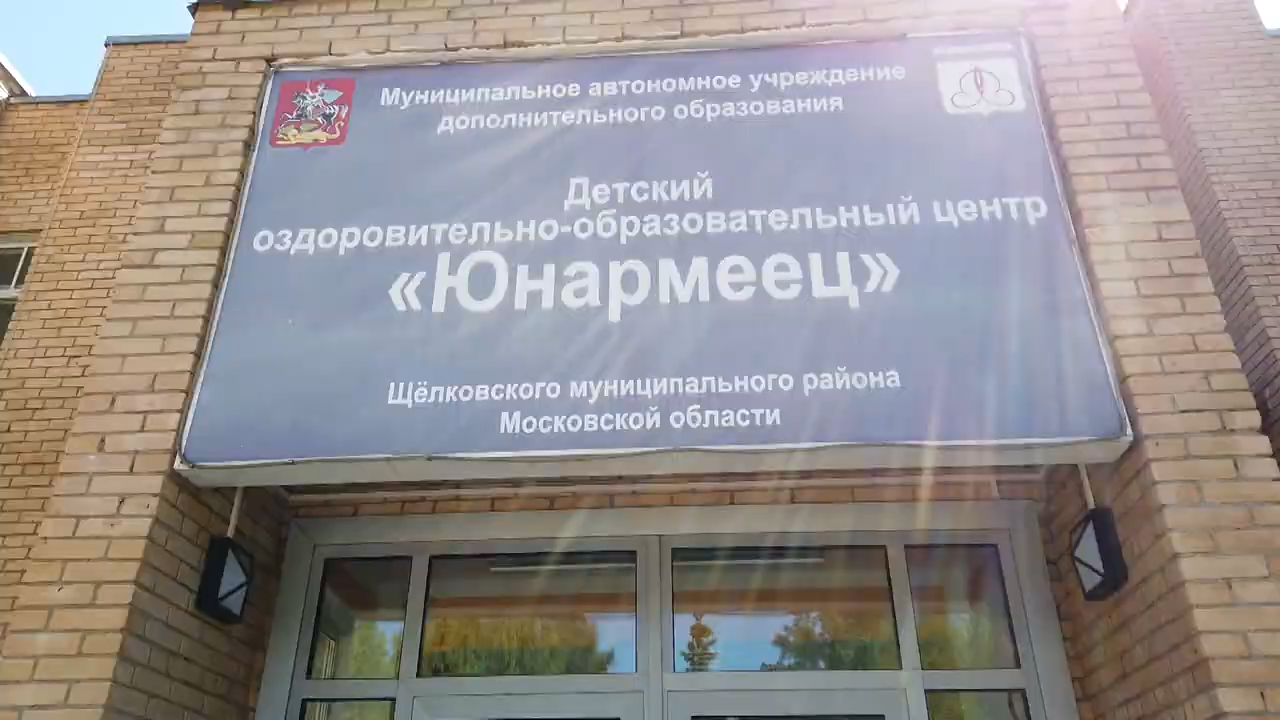 Муниципальное автономное учреждение
дополнительного образования
Детский
оздоровительно-образовательный центр
«Юнармеец»
Щёлковского муниципального района
Московской области